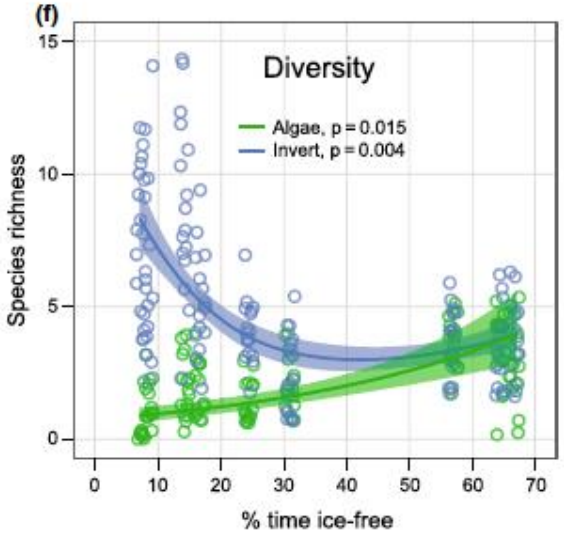 (f)
Diversity
Algae, p = 0.015
Invert, p = 0.004
Species richness
15
10
5
0
0 10 20 30 40 50 60 70
% time ice-free